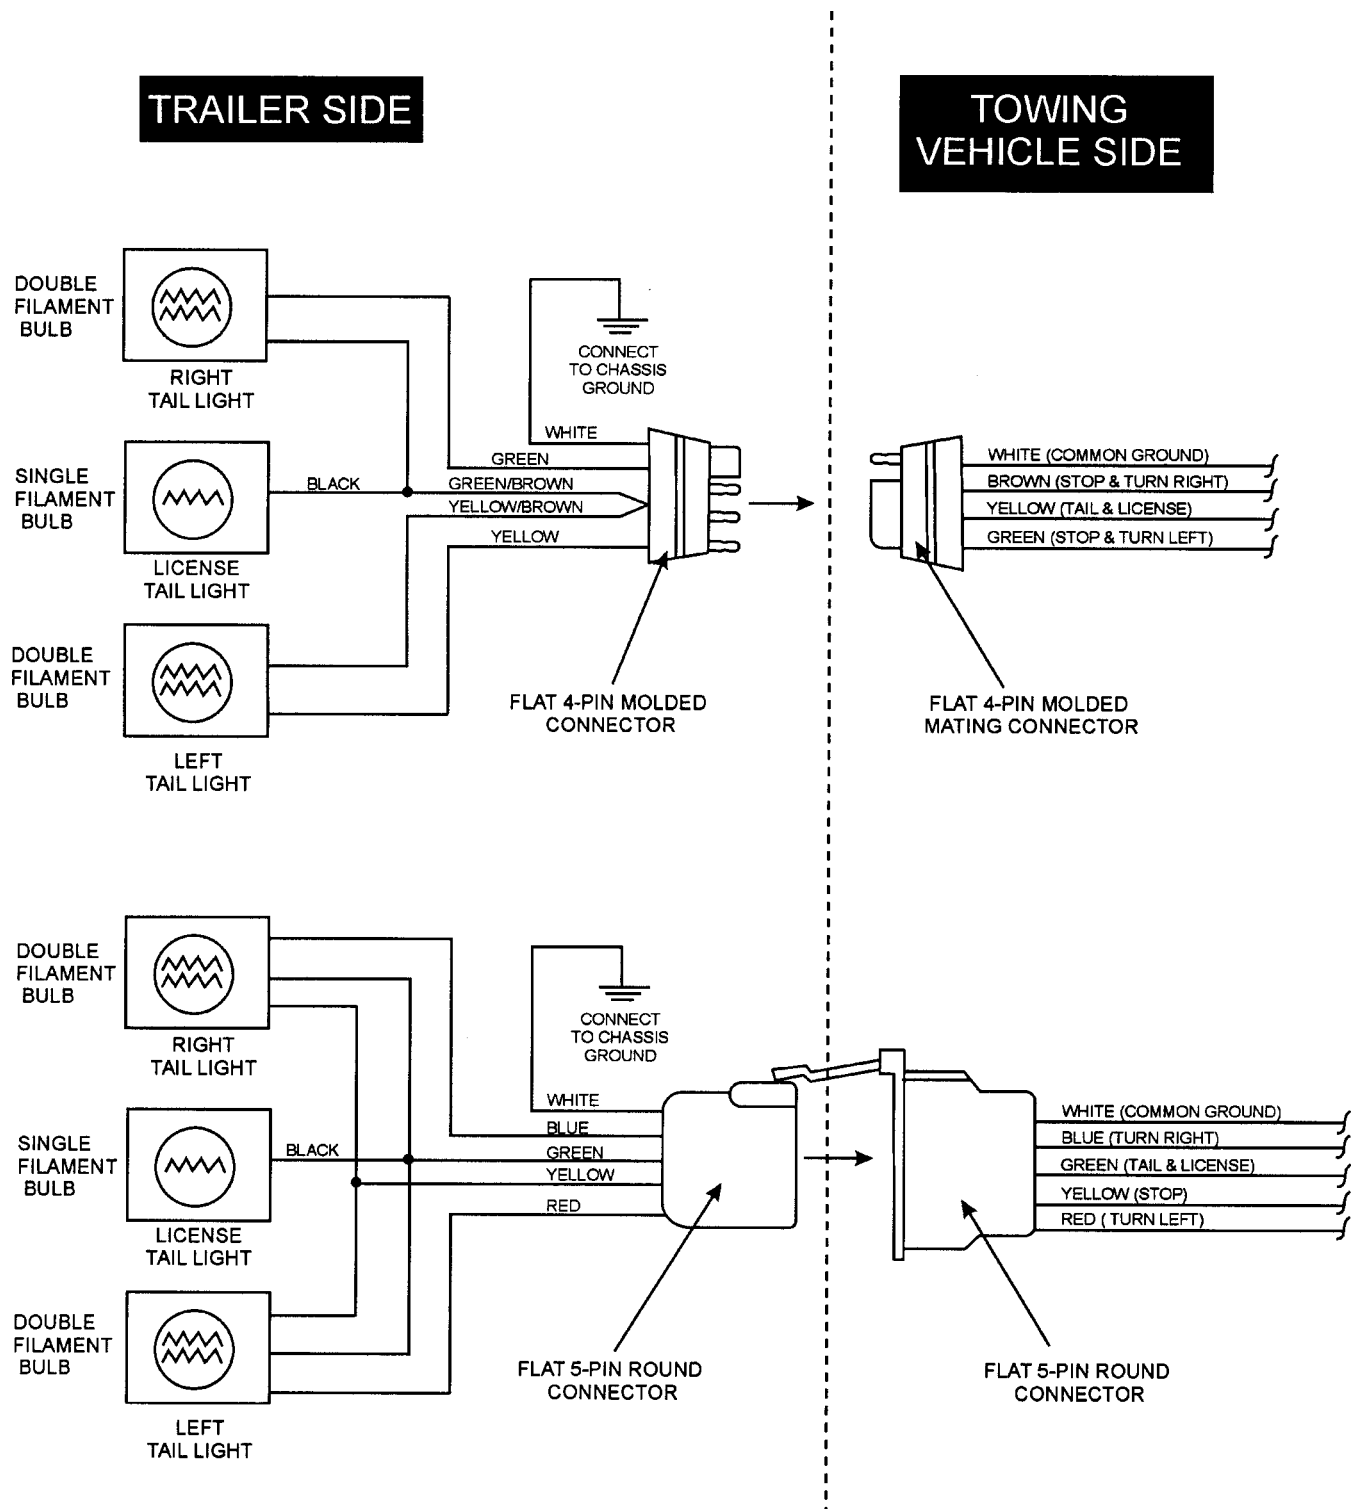 TRAILER SIDE
TOWING
VEHICLE SIDE
DOUBLE
FILAMENT
BULB
RIGHT
TAIL LIGHT
SINGLE
FILAMENT
BULB
BLACK
LICENSE
TAIL LIGHT
DOUBLE
FILAMENT
BULB
LEFT
TAIL LIGHT
CONNECT
TO CHASSIS
GROUND
WHITE
GREEN
GREEN/BROWN
YELLOW/BROWN
YELLOW
FLAT 4-PIN MOLDED
CONNECTOR
WHITE (COMMON GROUND)
BROWN (STOP & TURN RIGHT)
YELLOW (TAIL & LICENSE)
GREEN (STOP & TURN LEFT)
FLAT 4-PIN MOLDED
MATING CONNECTOR
DOUBLE
FILAMENT
BULB
RIGHT
TAIL LIGHT
SINGLE
FILAMENT
BULB
BLACK
LICENSE
TAIL LIGHT
DOUBLE
FILAMENT
BULB
LEFT
TAIL LIGHT
CONNECT
TO CHASSIS
GROUND
WHITE
BLUE
GREEN
YELLOW
RED
FLAT 5-PIN ROUND
CONNECTOR
WHITE (COMMON GROUND)
BLUE (TURN RIGHT)
GREEN (TAIL & LICENSE)
YELLOW (STOP)
RED ( TURN LEFT)
FLAT 5-PIN ROUND
CONNECTOR